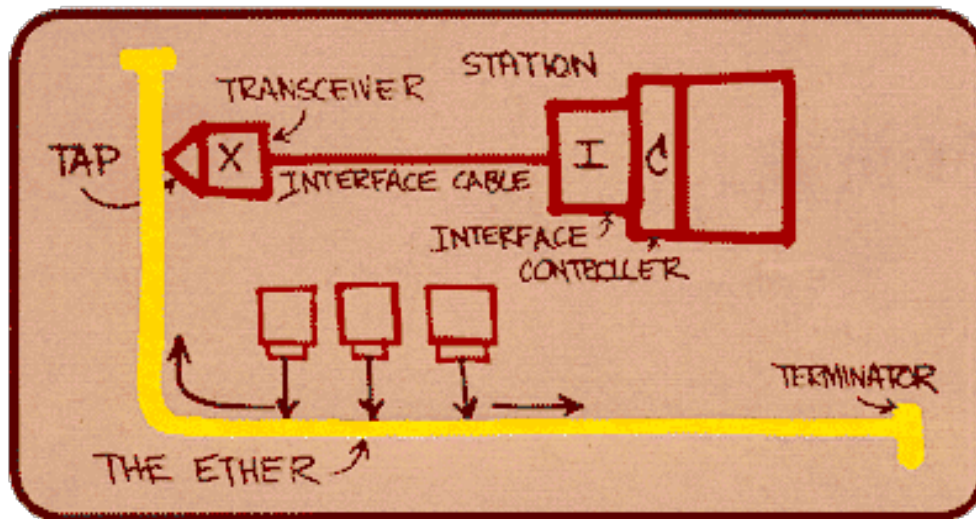 STATION
TRANSCEIVER
TAP
X
I
C
INTERFACE CABLE
INTERFACE
CONTROLLER
TERMINATOR
THE ETHER